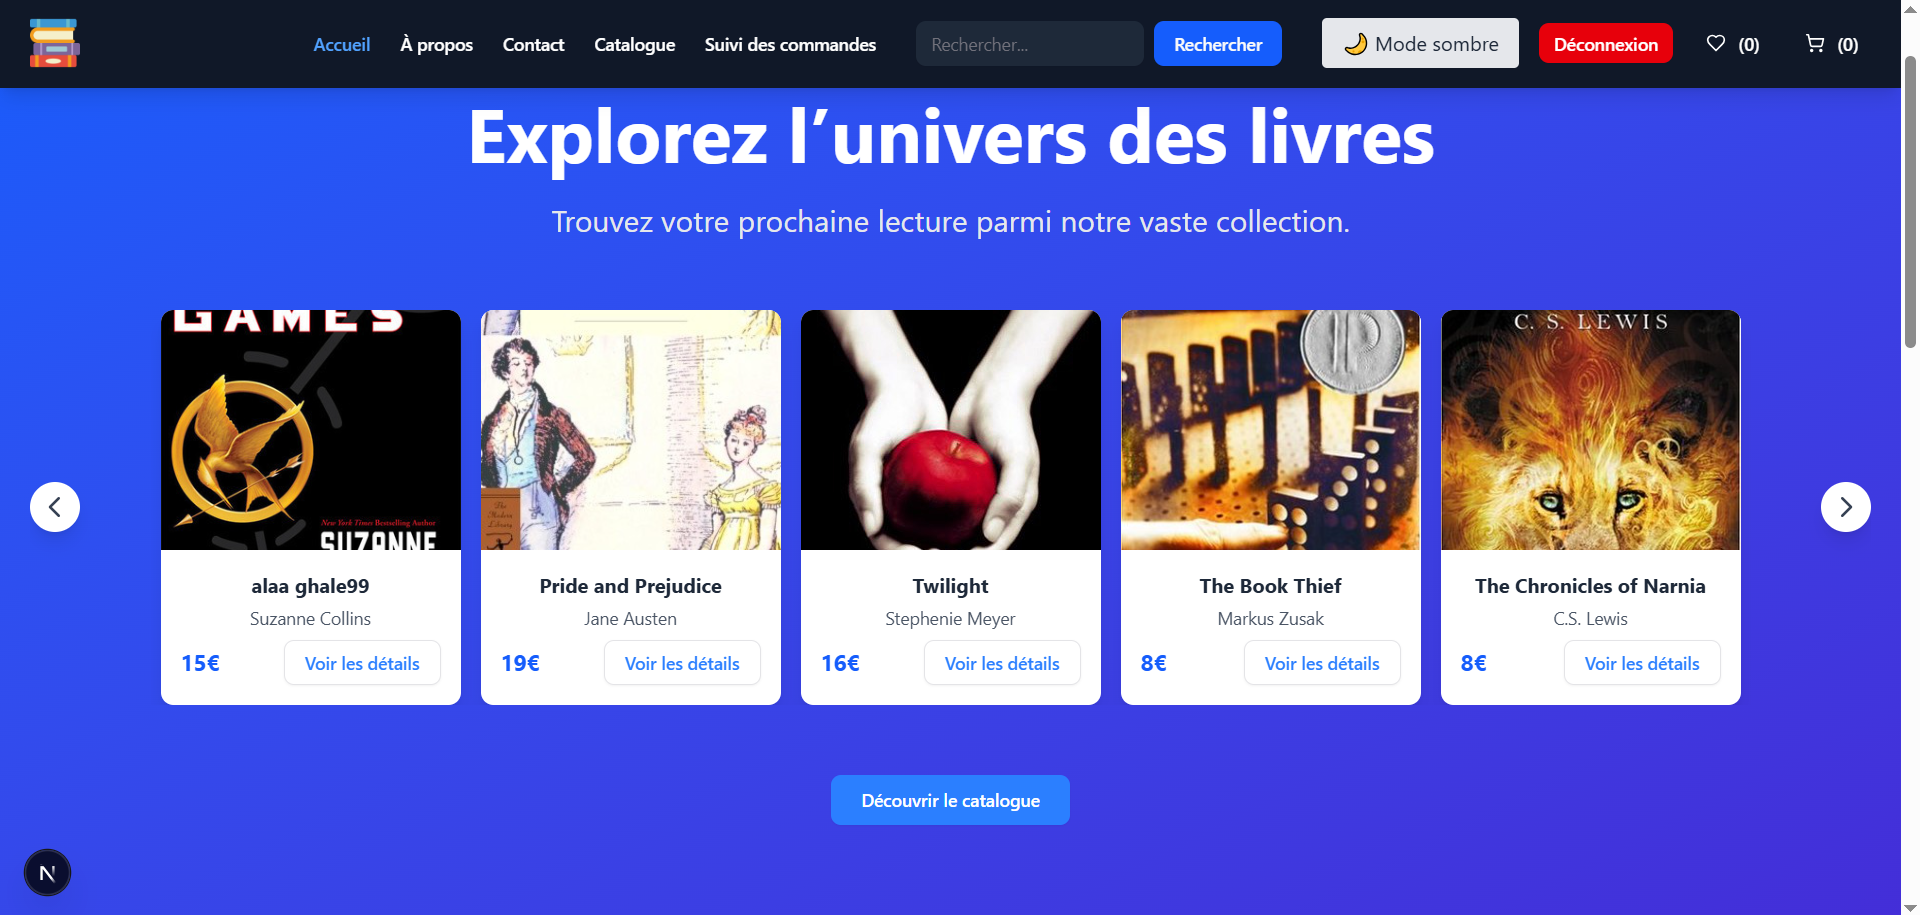 Accueil
À propos
Contact
Catalogue
Suivi des commandes
Rechercher...
Rechercher
🌙 Mode sombre
Déconnexion
(0)
(0)
Explorez l’univers des livres
Trouvez votre prochaine lecture parmi notre vaste collection.
GAMES
New York Times Bestselling Author
SUZANNE
The
Modern
Library
C. S. LEWIS
alaa ghale99
Suzanne Collins
15€
Voir les détails
Pride and Prejudice
Jane Austen
19€
Voir les détails
Twilight
Stephenie Meyer
16€
Voir les détails
The Book Thief
Markus Zusak
8€
Voir les détails
The Chronicles of Narnia
C.S. Lewis
8€
Voir les détails
Découvrir le catalogue
N